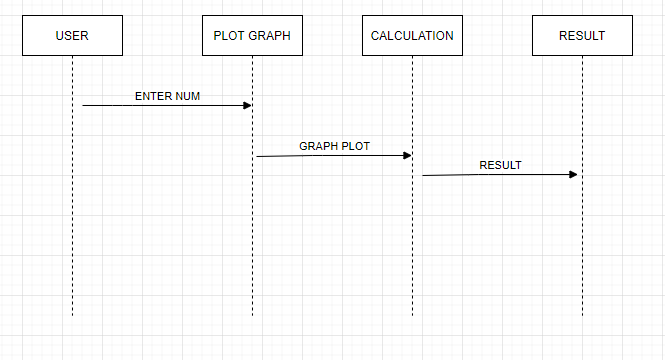 USER
PLOT GRAPH
CALCULATION
RESULT
ENTER NUM
GRAPH PLOT
RESULT